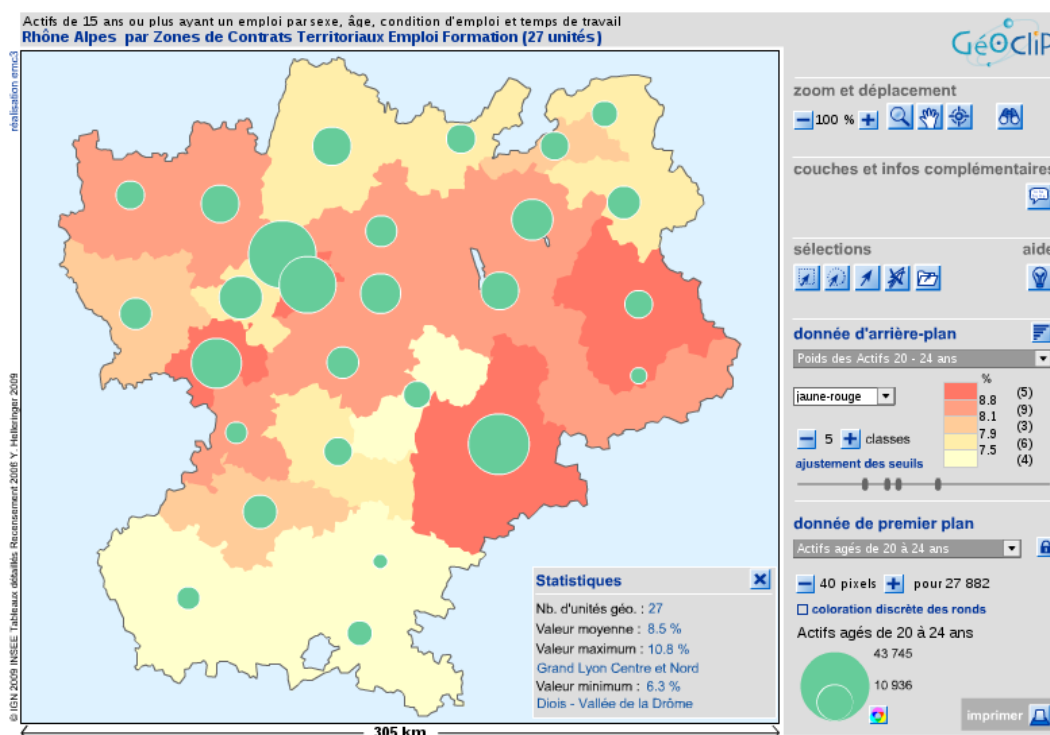 Actifs de 15 ans ou plus ayant un emploi par sexe, âge, condition d'emploi et temps de travail
Rhône Alpes par Zones de Contrats Territoriaux Emploi Formation (27 unités)
réalisation emc3
© IGN 2009 INSEE Tableaux détaillés Recensement 2006 Y. Helleringer 2009
305 km
Statistiques
Nb. d'unités géo. : 27
Valeur moyenne : 8.5 %
Valeur maximum : 10.8 %
Grand Lyon Centre et Nord
Valeur minimum : 6.3 %
Diois - Vallée de la Drôme
GéOcliP
zoom et déplacement
100 %
couches et infos complémentaires
sélections aide
donnée d'arrière-plan
Poids des Actifs 20 - 24 ans
jaune-rouge
%
(5)
8.8
(9)
8.1
(3)
7.9
(6)
7.5
(4)
5 classes
ajustement des seuils
donnée de premier plan
Actifs agés de 20 à 24 ans
40 pixels pour 27 882
coloration discrète des ronds
Actifs agés de 20 à 24 ans
43 745
10 936
imprimer